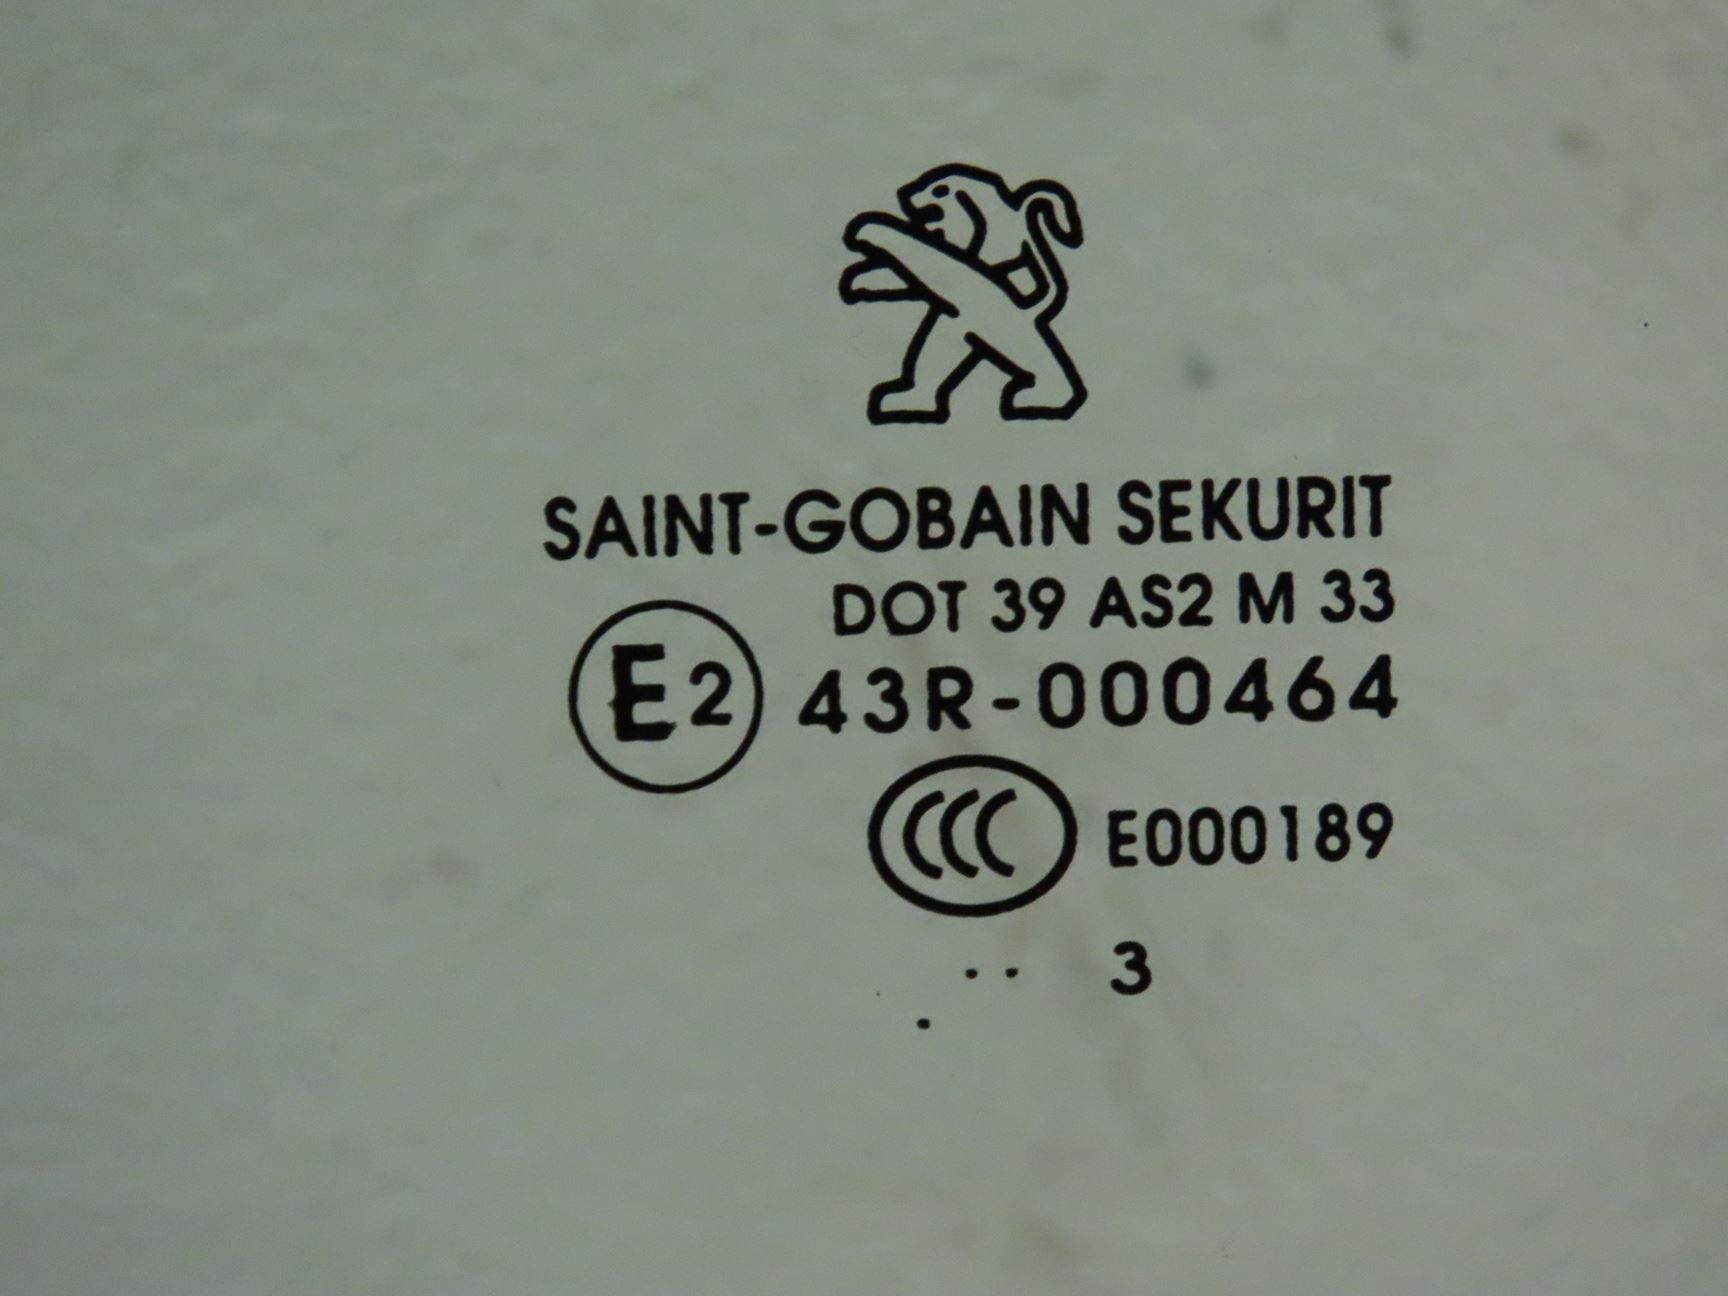 SAINT-GOBAIN SEKURIT
DOT 39 AS2 M 33
E2 43R-000464
CCC E000189
.. 3
.